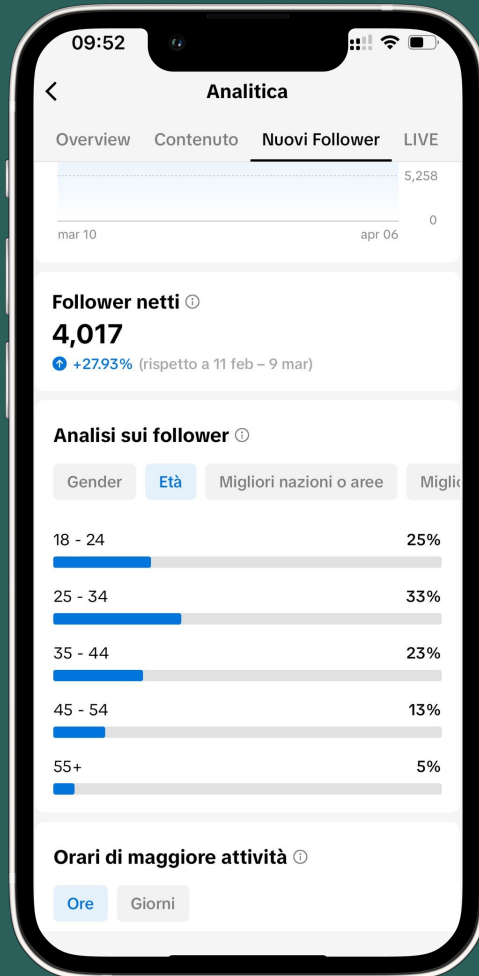 09:52
Analitica
Overview Contenuto Nuovi Follower LIVE
5,258
0
mar 10 apr 06
Follower netti
4,017
+27.93% (rispetto a 11 feb – 9 mar)
Analisi sui follower
Gender Età Migliori nazioni o aree
18 - 24 25%
25 - 34 33%
35 - 44 23%
45 - 54 13%
55+ 5%
Orari di maggiore attività
Ore Giorni